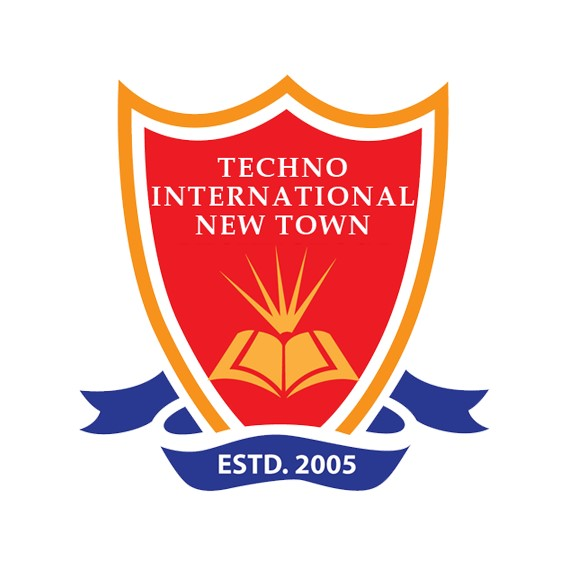 TECHNO
INTERNATIONAL
NEW TOWN
ESTD. 2005